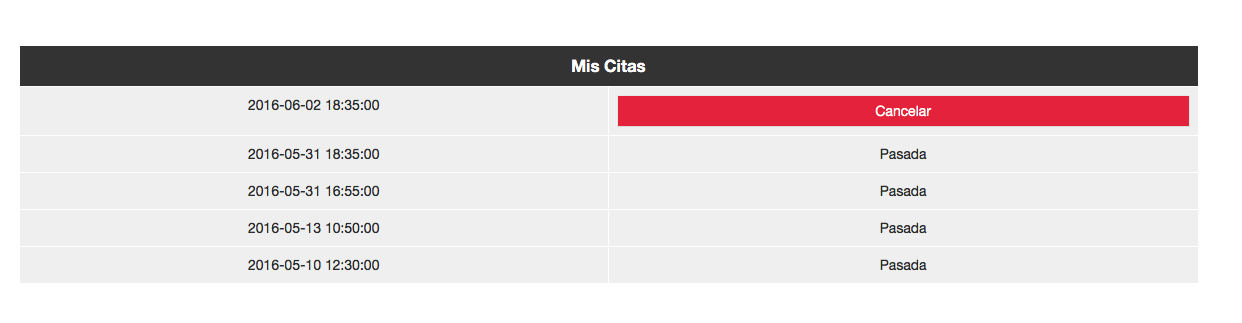 Mis Citas
2016-06-02 18:35:00 Cancelar
2016-05-31 18:35:00 Pasada
2016-05-31 16:55:00 Pasada
2016-05-13 10:50:00 Pasada
2016-05-10 12:30:00 Pasada